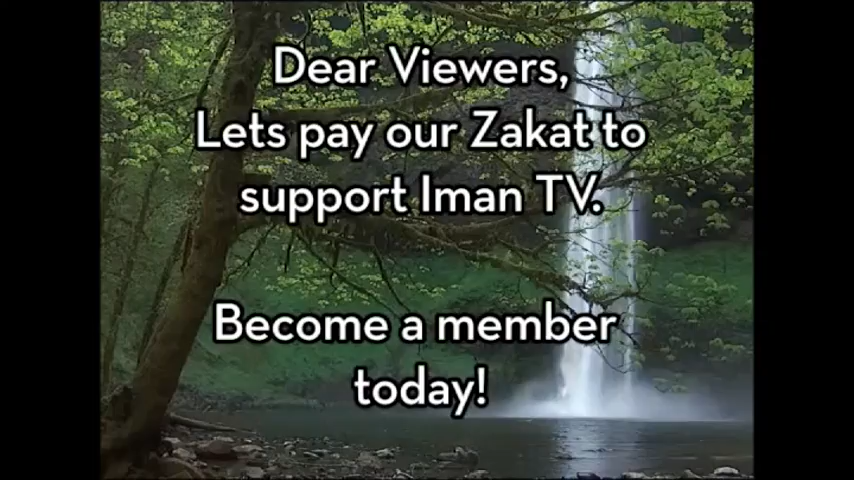 Dear Viewers,
Lets pay our Zakat to
support Iman TV.
Become a member
today!